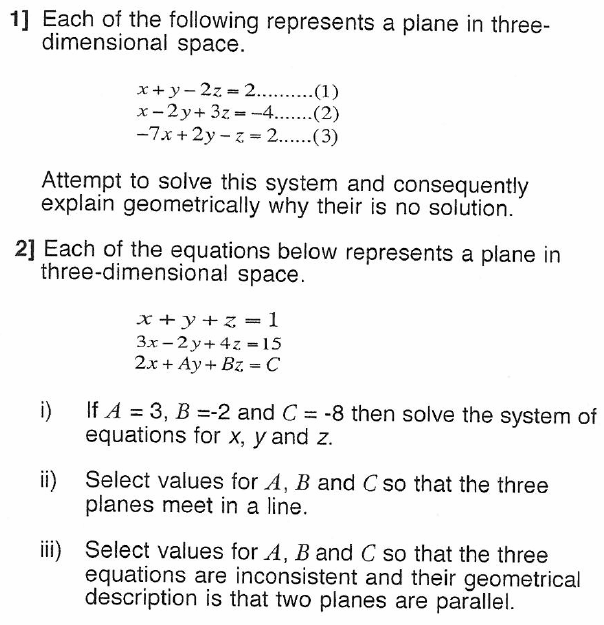 1] Each of the following represents a plane in three-
dimensional space.
x + y – 2z = 2..........(1)
x – 2y + 3z = –4.......(2)
–7x + 2y – z = 2......(3)
Attempt to solve this system and consequently
explain geometrically why their is no solution.
2] Each of the equations below represents a plane in
three-dimensional space.
x + y + z = 1
3x – 2y + 4z = 15
2x + Ay + Bz = C
i) If A = 3, B =-2 and C = -8 then solve the system of
equations for x, y and z.
ii) Select values for A, B and C so that the three
planes meet in a line.
iii) Select values for A, B and C so that the three
equations are inconsistent and their geometrical
description is that two planes are parallel.